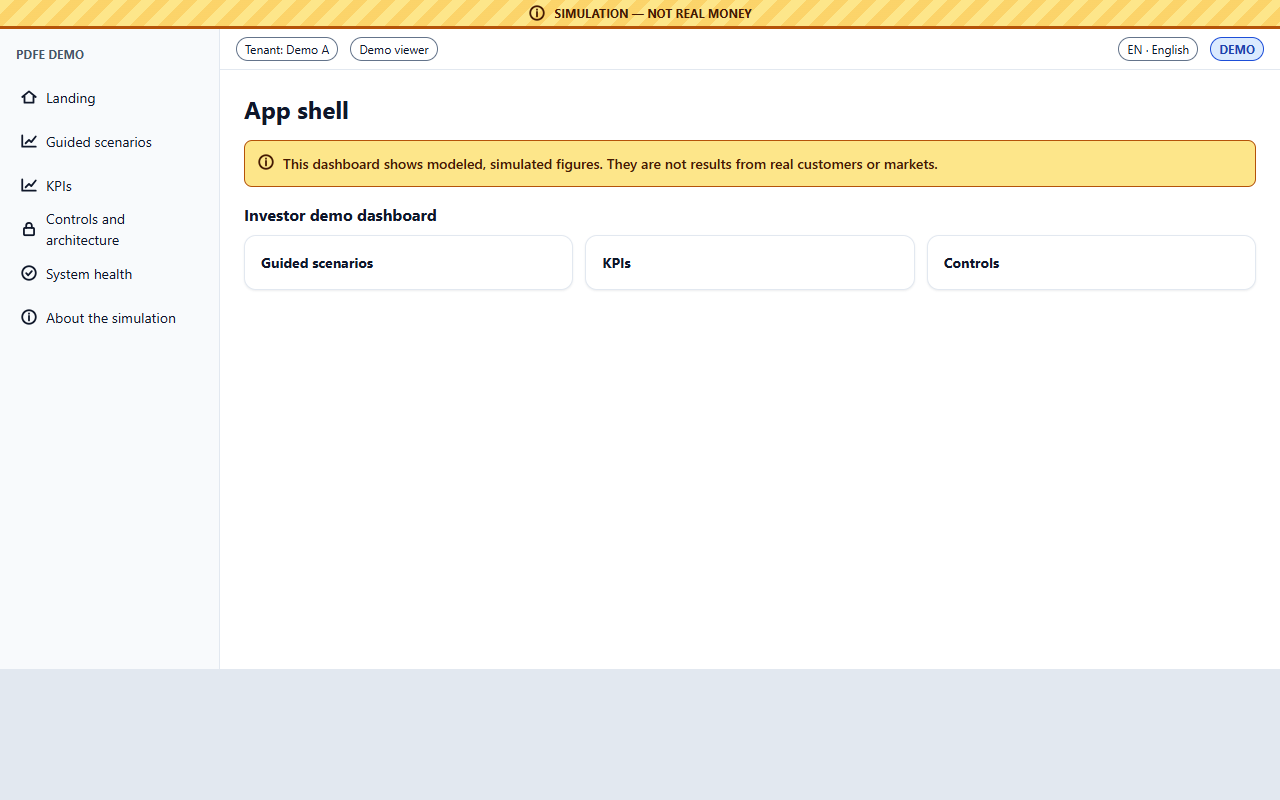 SIMULATION — NOT REAL MONEY
PDFE DEMO
Landing
Guided scenarios
KPIs
Controls and
architecture
System health
About the simulation
Tenant: Demo A
Demo viewer
EN · English
DEMO
App shell
This dashboard shows modeled, simulated figures. They are not results from real customers or markets.
Investor demo dashboard
Guided scenarios
KPIs
Controls